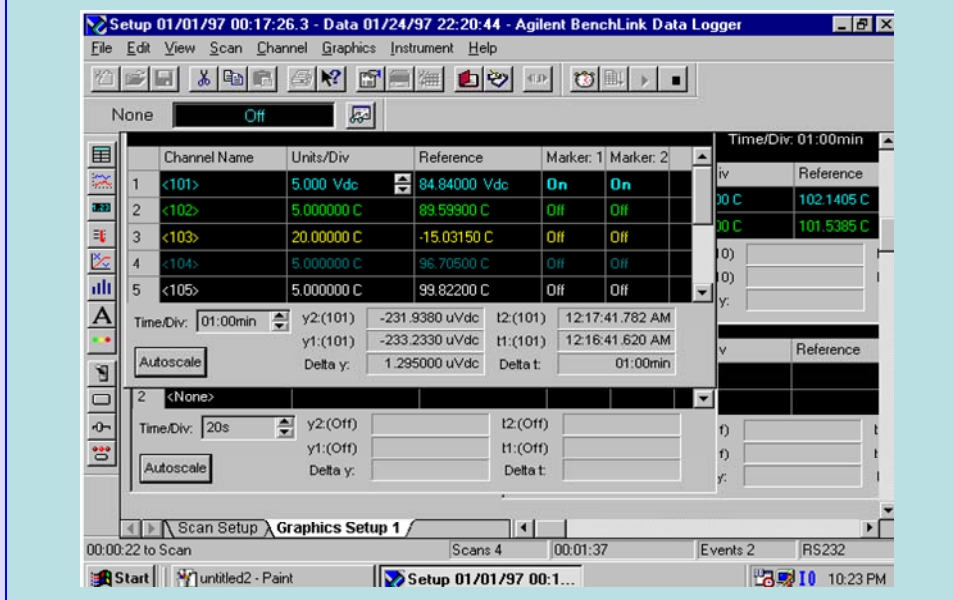 Setup 01/01/97 00:17:26.3 - Data 01/24/97 22:20:44 - Agilent BenchLink Data Logger
File Edit View Scan Channel Graphics Instrument Help
None Off
Time/Div: 01:00min
Channel Name Units/Div Reference Marker: 1 Marker: 2
iv Reference
1 <101> 5.000 Vdc 84.84000 Vdc On On
00 C 102.1405 C
2 <102> 5.000000 C 89.59900 C Off Off
00 C 101.5385 C
3 <103> 20.00000 C -15.03150 C Off Off
4 <104> 5.000000 C 96.70500 C Off Off
5 <105> 5.000000 C 99.82200 C Off Off
y:
Time/Div: 01:00min y2:(101) -231.9380 uVdc t2:(101) 12:17:41.782 AM
y1:(101) -233.2330 uVdc t1:(101) 12:16:41.620 AM
v Reference
Autoscale Delta y: 1.295000 uVdc Delta t: 01:00min
2 <None>
Time/Div: 20s y2:(Off) t2:(Off)
y1:(Off) t1:(Off)
Autoscale Delta y: Delta t:
y:
Scan Setup Graphics Setup 1
00:00:22 to Scan Scans 4 00:01:37 Events 2 RS232
Start untitled2 - Paint Setup 01/01/97 00:1... 10:23 PM